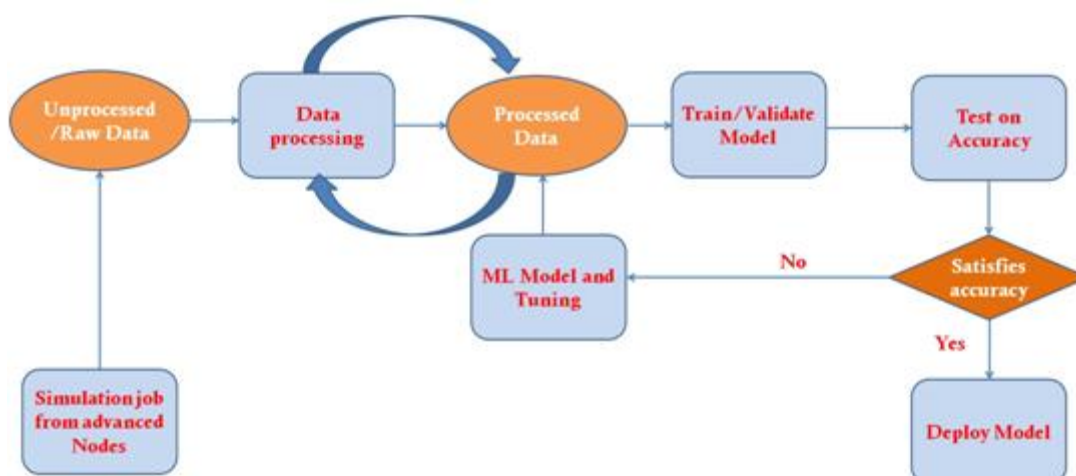 Unprocessed
/Raw Data
Data
processing
Processed
Data
Train/Validate
Model
Test on
Accuracy
Satisfies
accuracy
No
ML Model and
Tuning
Yes
Simulation job
from advanced
Nodes
Deploy Model